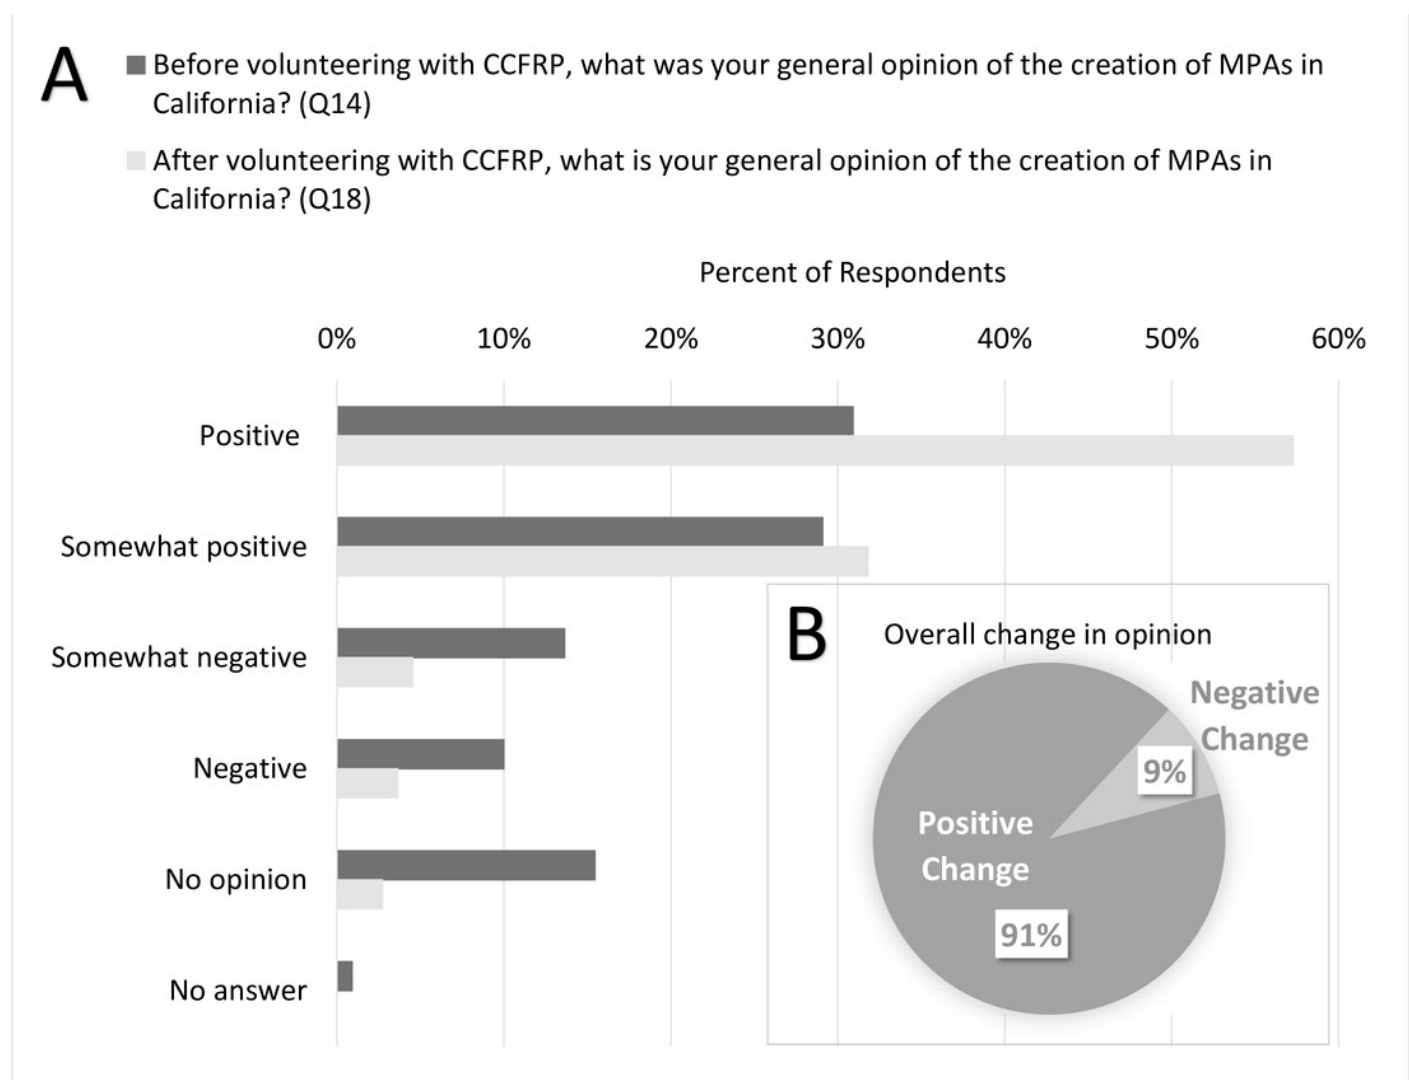 A
Before volunteering with CCFRP, what was your general opinion of the creation of MPAs in
California? (Q14)
After volunteering with CCFRP, what is your general opinion of the creation of MPAs in
California? (Q18)
Percent of Respondents
0% 10% 20% 30% 40% 50% 60%
Positive
Somewhat positive
Somewhat negative
Negative
No opinion
No answer
B
Overall change in opinion
Negative
Change
9%
Positive
Change
91%